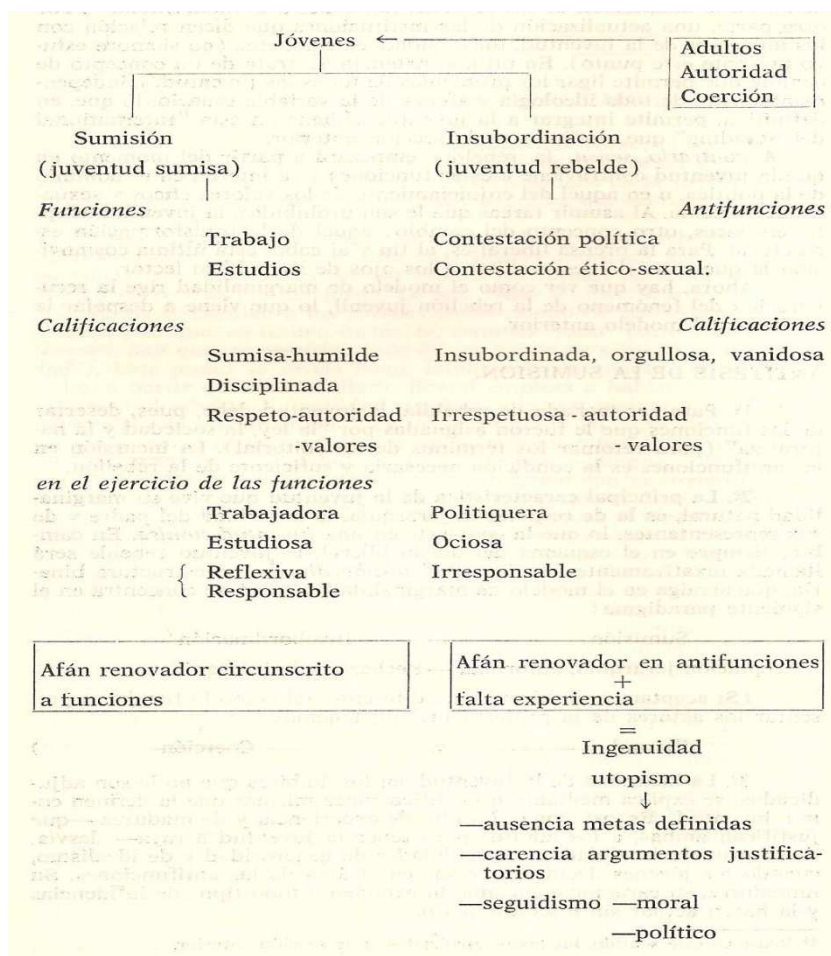 Jóvenes
Adultos
Autoridad
Coerción
Sumisión
Insubordinación
(juventud sumisa)
(juventud rebelde)
Funciones
Antifunciones
Trabajo
Contestación política
Estudios
Contestación ético-sexual.
Calificaciones
Calificaciones
Sumisa-humilde
Insubordinada, orgullosa, vanidosa
Disciplinada
Respeto-autoridad
Irrespetuosa - autoridad
-valores
- valores
en el ejercicio de las funciones
Trabajadora
Politiquera
Estudiosa
Ociosa
Reflexiva
Irresponsable
Responsable
Afán renovador circunscrito
a funciones
Afán renovador en antifunciones
+
falta experiencia
=
Ingenuidad
utopismo
—ausencia metas definidas
—carencia argumentos justifica-
torios
—seguidismo —moral
—político